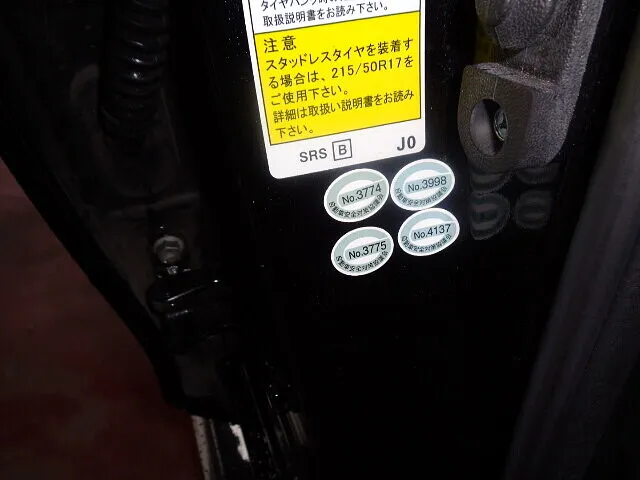 取扱説明書をお読み下さい。
注意
スタッドレスタイヤを装着す
る場合は、215/50R17を
ご使用下さい。
詳細は取扱い説明書をお読み
下さい。
SRS B J0
No.3774
No.3998
No.3775
No.4137